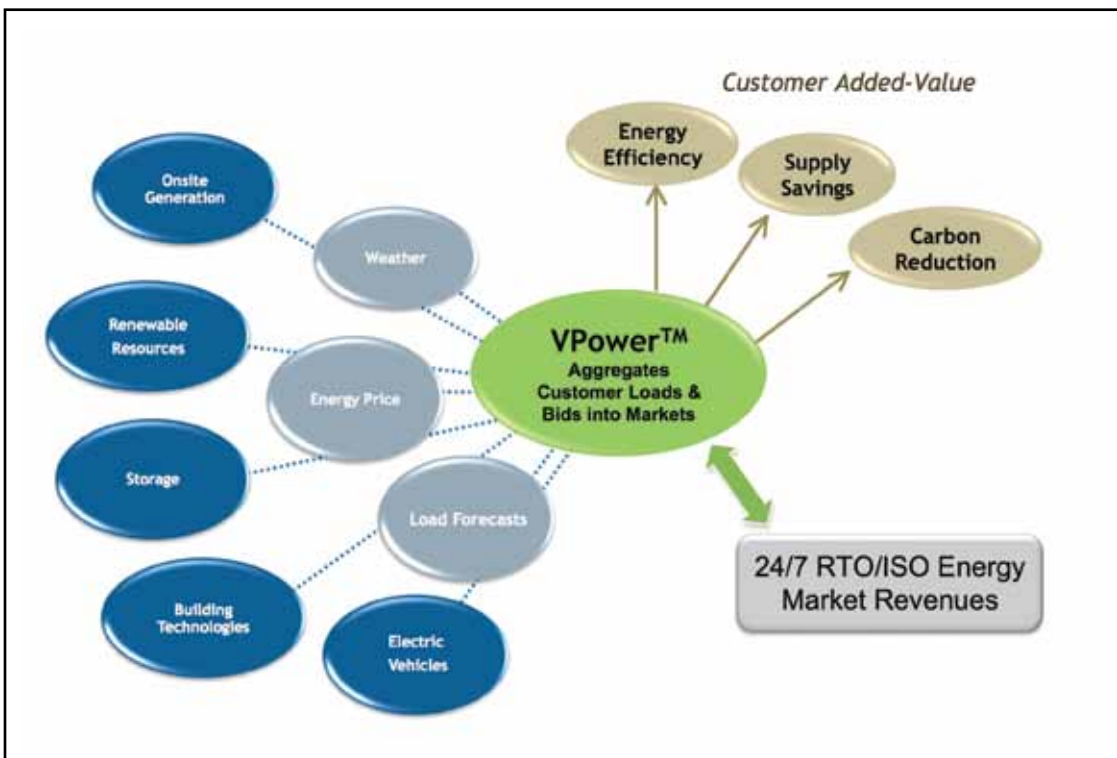 Customer Added-Value
Energy
Efficiency
Supply
Savings
Carbon
Reduction
Onsite
Generation
Weather
Renewable
Resources
Energy Price
Storage
Load Forecasts
Building
Technologies
Electric
Vehicles
VPower™
Aggregates
Customer Loads &
Bids into Markets
24/7 RTO/ISO Energy
Market Revenues